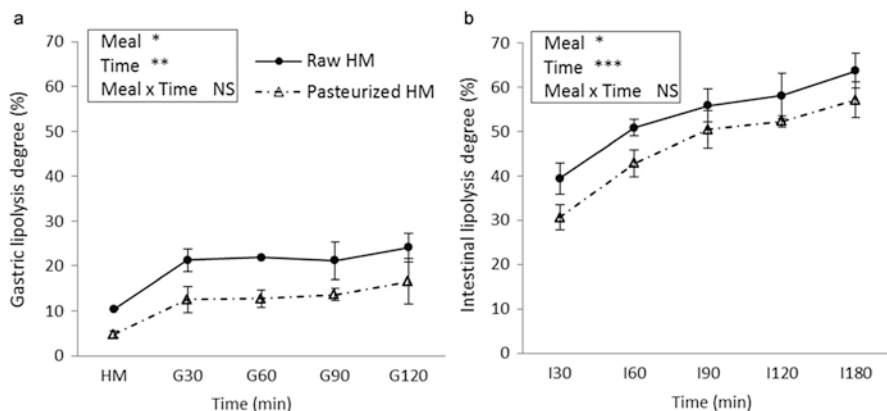 a
Meal *
Time **
Meal x Time NS
Raw HM
Pasteurized HM
Gastric lipolysis degree (%)
70
60
50
40
30
20
10
0
HM G30 G60 G90 G120
Time (min)
b
Meal *
Time ***
Meal x Time NS
Intestinal lipolysis degree (%)
70
60
50
40
30
20
10
0
I30 I60 I90 I120 I180
Time (min)